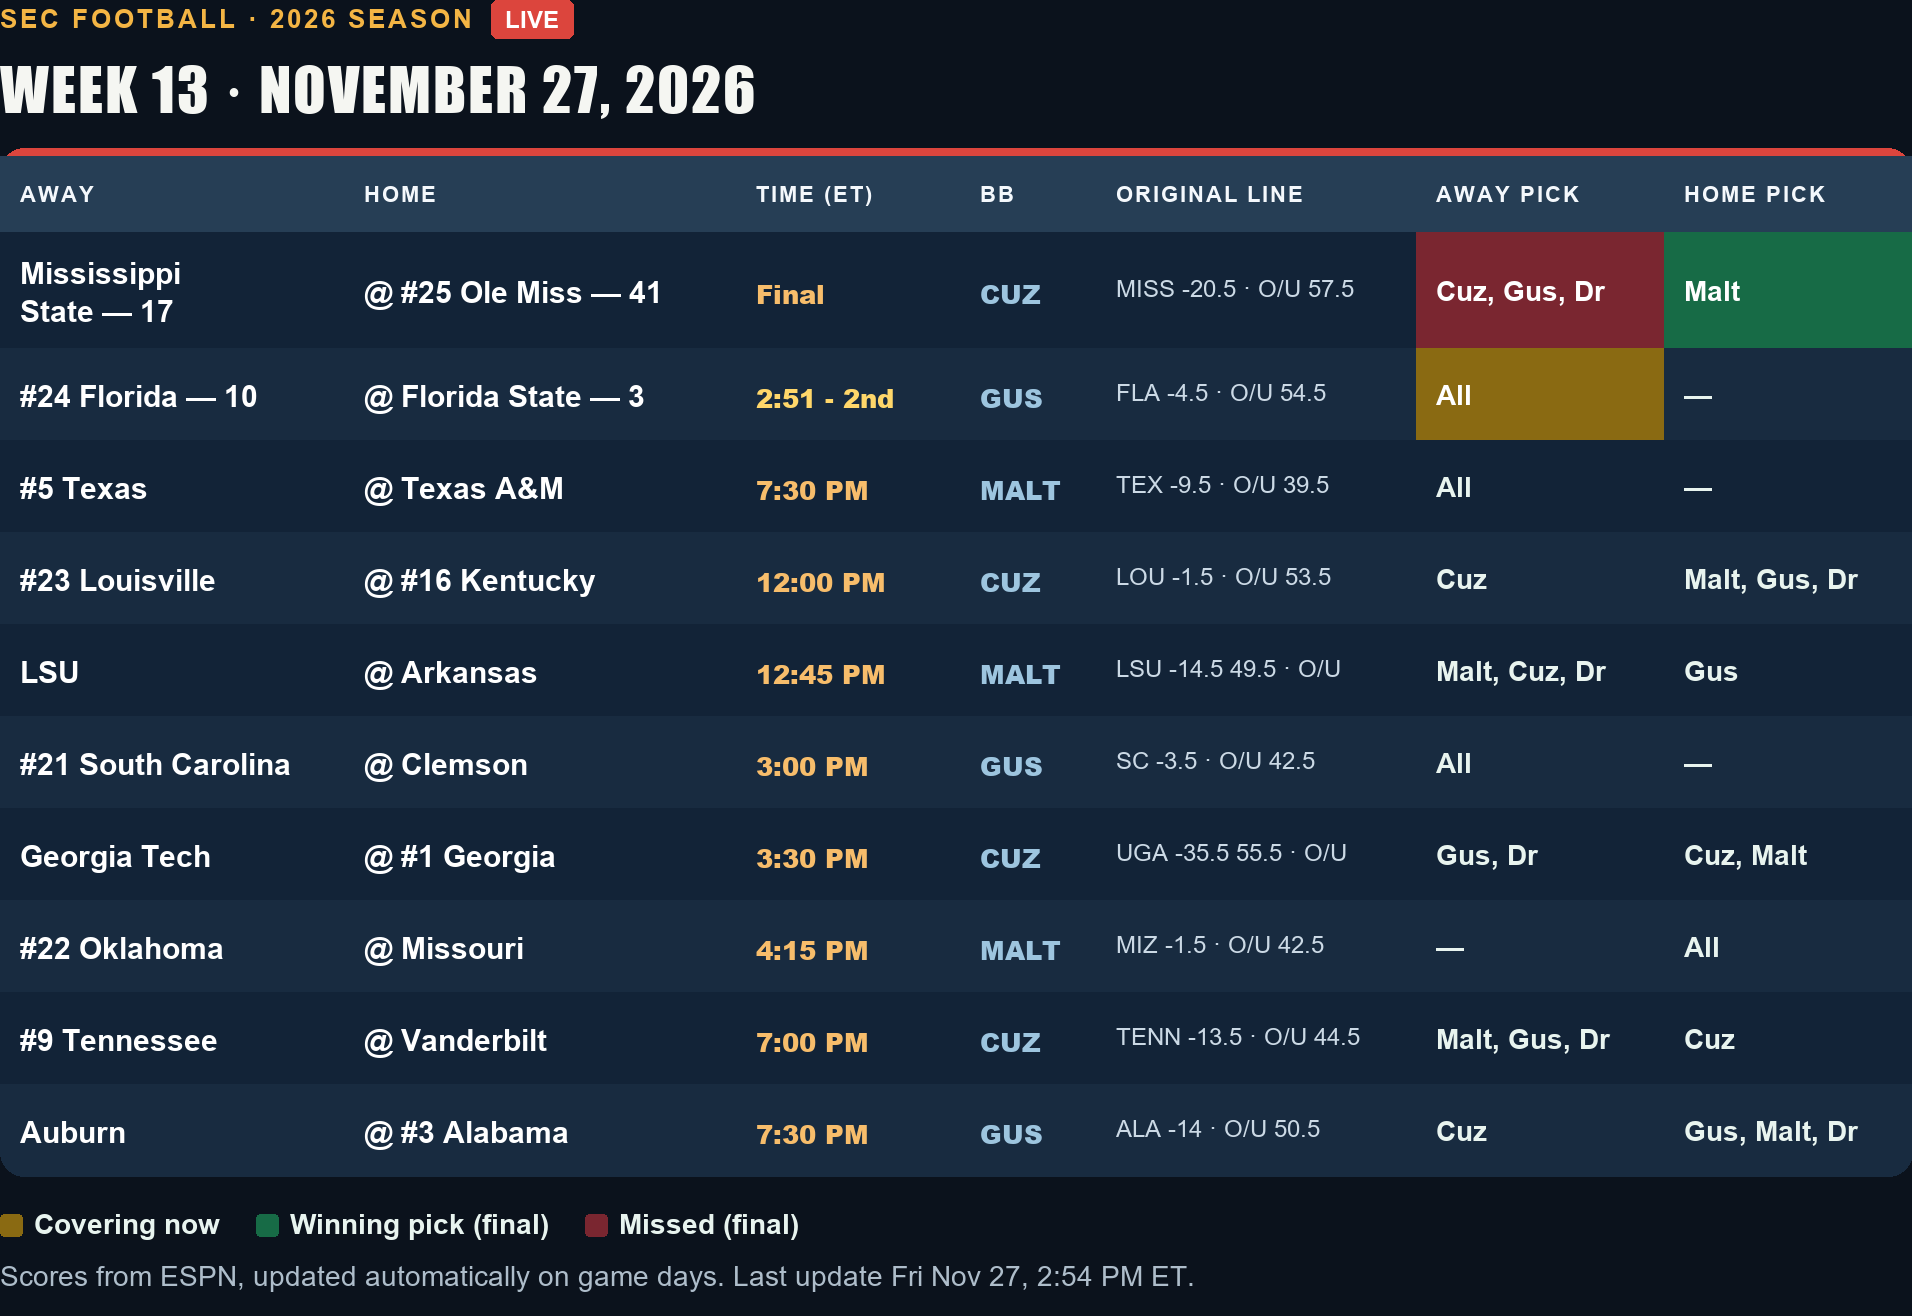 SEC FOOTBALL · 2026 SEASON LIVE
WEEK 13 · NOVEMBER 27, 2026
AWAY HOME TIME (ET) BB ORIGINAL LINE AWAY PICK HOME PICK
Mississippi
State — 17 @ #25 Ole Miss — 41 Final CUZ MISS -20.5 · O/U 57.5 Cuz, Gus, Dr Malt
#24 Florida — 10 @ Florida State — 3 2:51 - 2nd GUS FLA -4.5 · O/U 54.5 All —
#5 Texas @ Texas A&M 7:30 PM MALT TEX -9.5 · O/U 39.5 All —
#23 Louisville @ #16 Kentucky 12:00 PM CUZ LOU -1.5 · O/U 53.5 Cuz Malt, Gus, Dr
LSU @ Arkansas 12:45 PM MALT LSU -14.5 49.5 · O/U Malt, Cuz, Dr Gus
#21 South Carolina @ Clemson 3:00 PM GUS SC -3.5 · O/U 42.5 All —
Georgia Tech @ #1 Georgia 3:30 PM CUZ UGA -35.5 55.5 · O/U Gus, Dr Cuz, Malt
#22 Oklahoma @ Missouri 4:15 PM MALT MIZ -1.5 · O/U 42.5 — All
#9 Tennessee @ Vanderbilt 7:00 PM CUZ TENN -13.5 · O/U 44.5 Malt, Gus, Dr Cuz
Auburn @ #3 Alabama 7:30 PM GUS ALA -14 · O/U 50.5 Cuz Gus, Malt, Dr
Covering now Winning pick (final) Missed (final)
Scores from ESPN, updated automatically on game days. Last update Fri Nov 27, 2:54 PM ET.